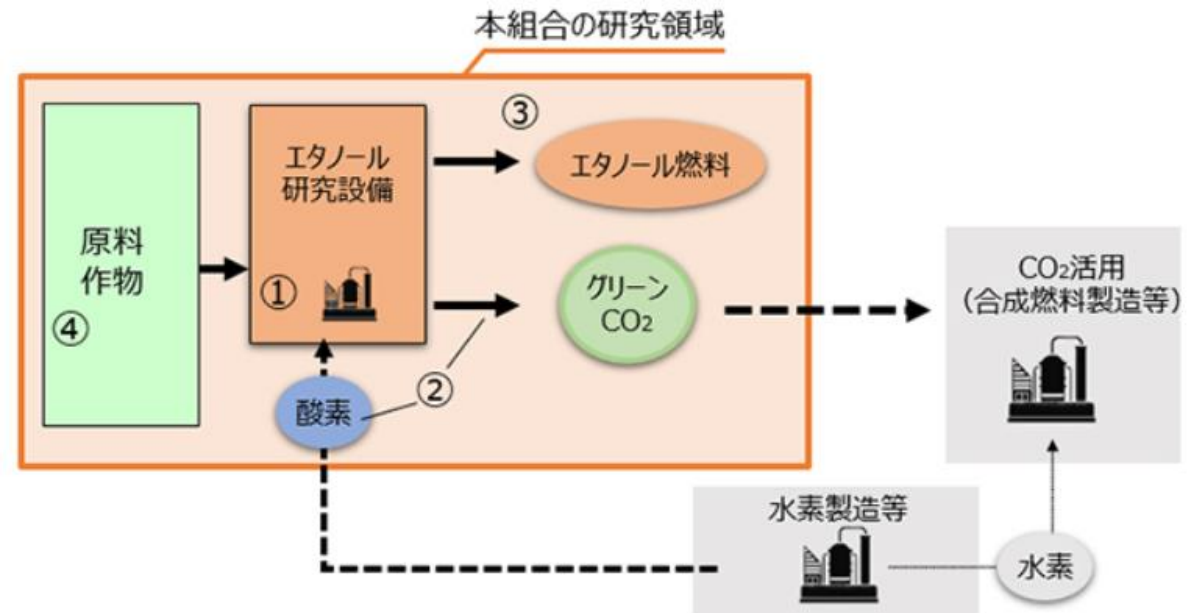 本組合の研究領域
③
エタノール
研究設備
エタノール燃料
原料
作物
①
④
グリーン
CO₂
②
酸素
CO₂活用
（合成燃料製造等）
水素製造等
水素